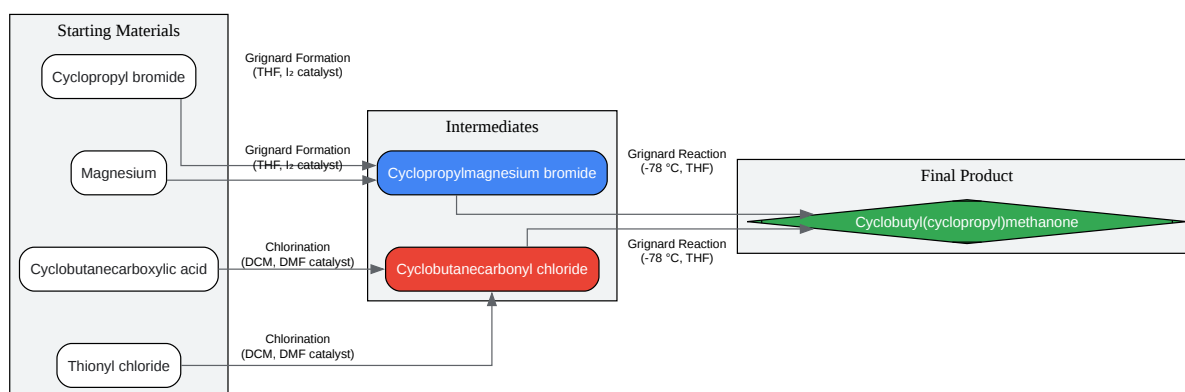 Starting Materials
Cyclopropyl bromide
Magnesium
Cyclobutanecarboxylic acid
Thionyl chloride
Grignard Formation
(THF, I₂ catalyst)
Grignard Formation
(THF, I₂ catalyst)
Chlorination
(DCM, DMF catalyst)
Chlorination
(DCM, DMF catalyst)
Intermediates
Cyclopropylmagnesium bromide
Cyclobutanecarbonyl chloride
Grignard Reaction
(-78 °C, THF)
Grignard Reaction
(-78 °C, THF)
Final Product
Cyclobutyl(cyclopropyl)methanone